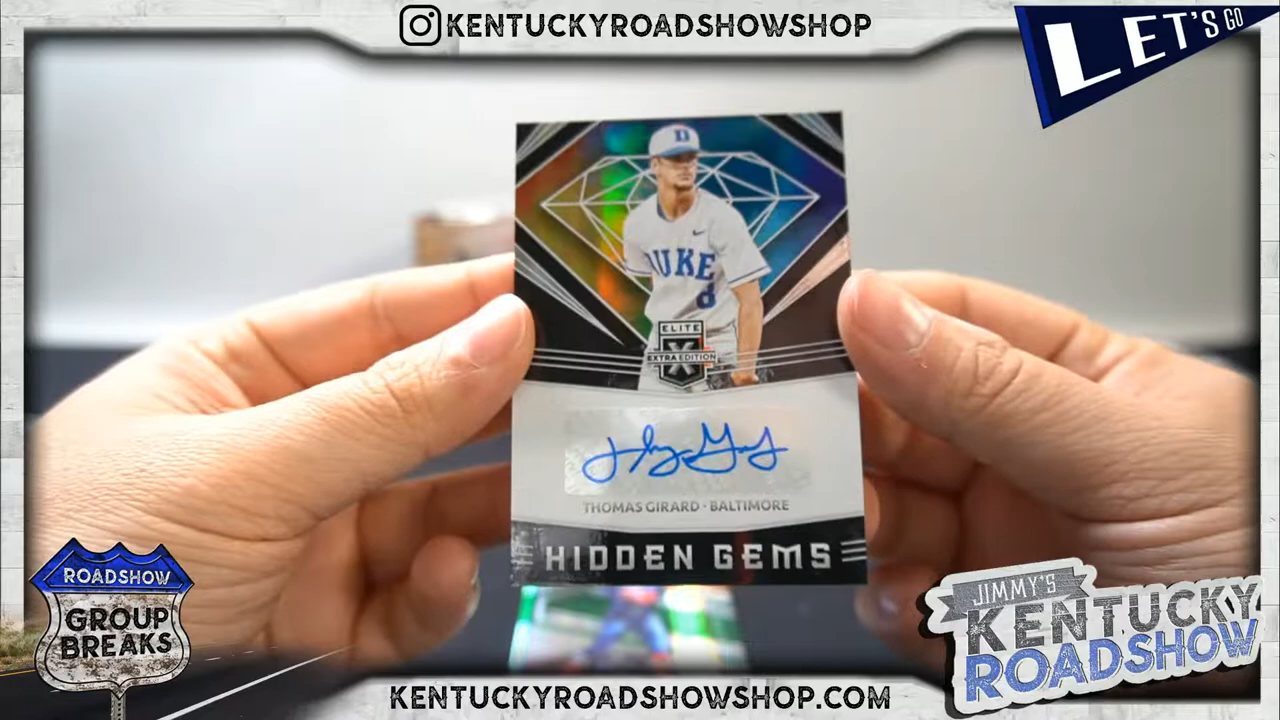 KENTUCKYROADSHOWSHOP
LET'S GO
D
DUKE
8
ELITE
X
EXTRA EDITION
THOMAS GIRARD · BALTIMORE
HIDDEN GEMS
ROADSHOW
GROUP
BREAKS
JIMMY'S
KENTUCKY
ROADSHOW
KENTUCKYROADSHOWSHOP.COM